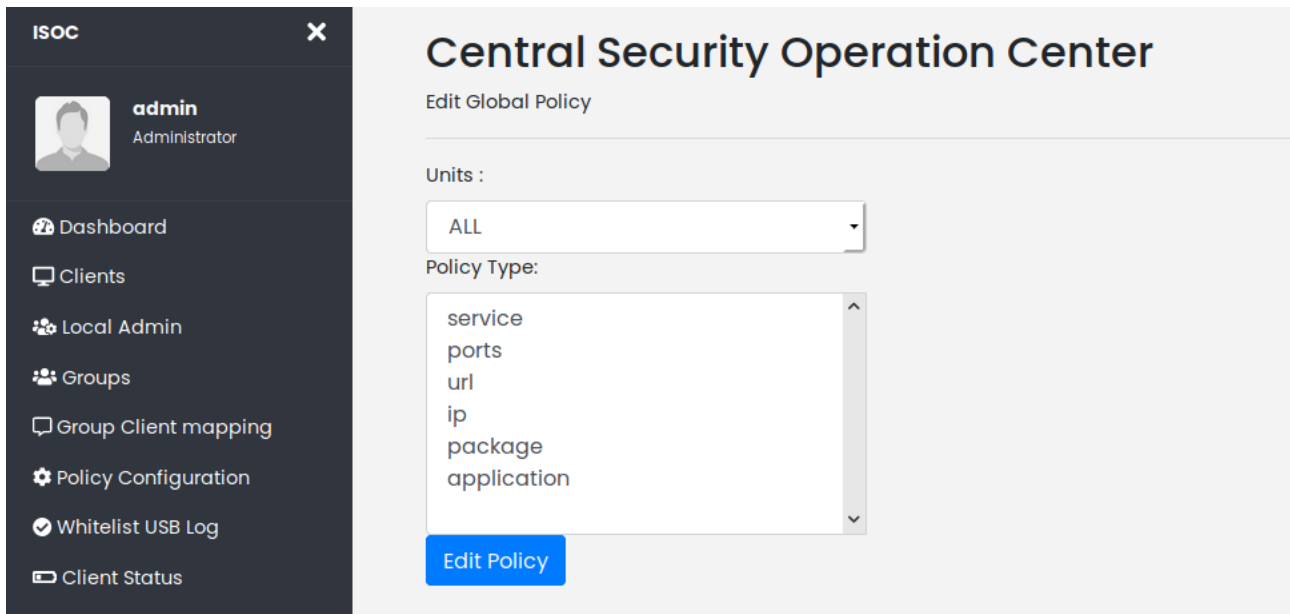 ISOC
admin
Administrator
Dashboard
Clients
Local Admin
Groups
Group Client mapping
Policy Configuration
Whitelist USB Log
Client Status
Central Security Operation Center
Edit Global Policy
Units :
ALL
Policy Type:
service
ports
url
ip
package
application
Edit Policy